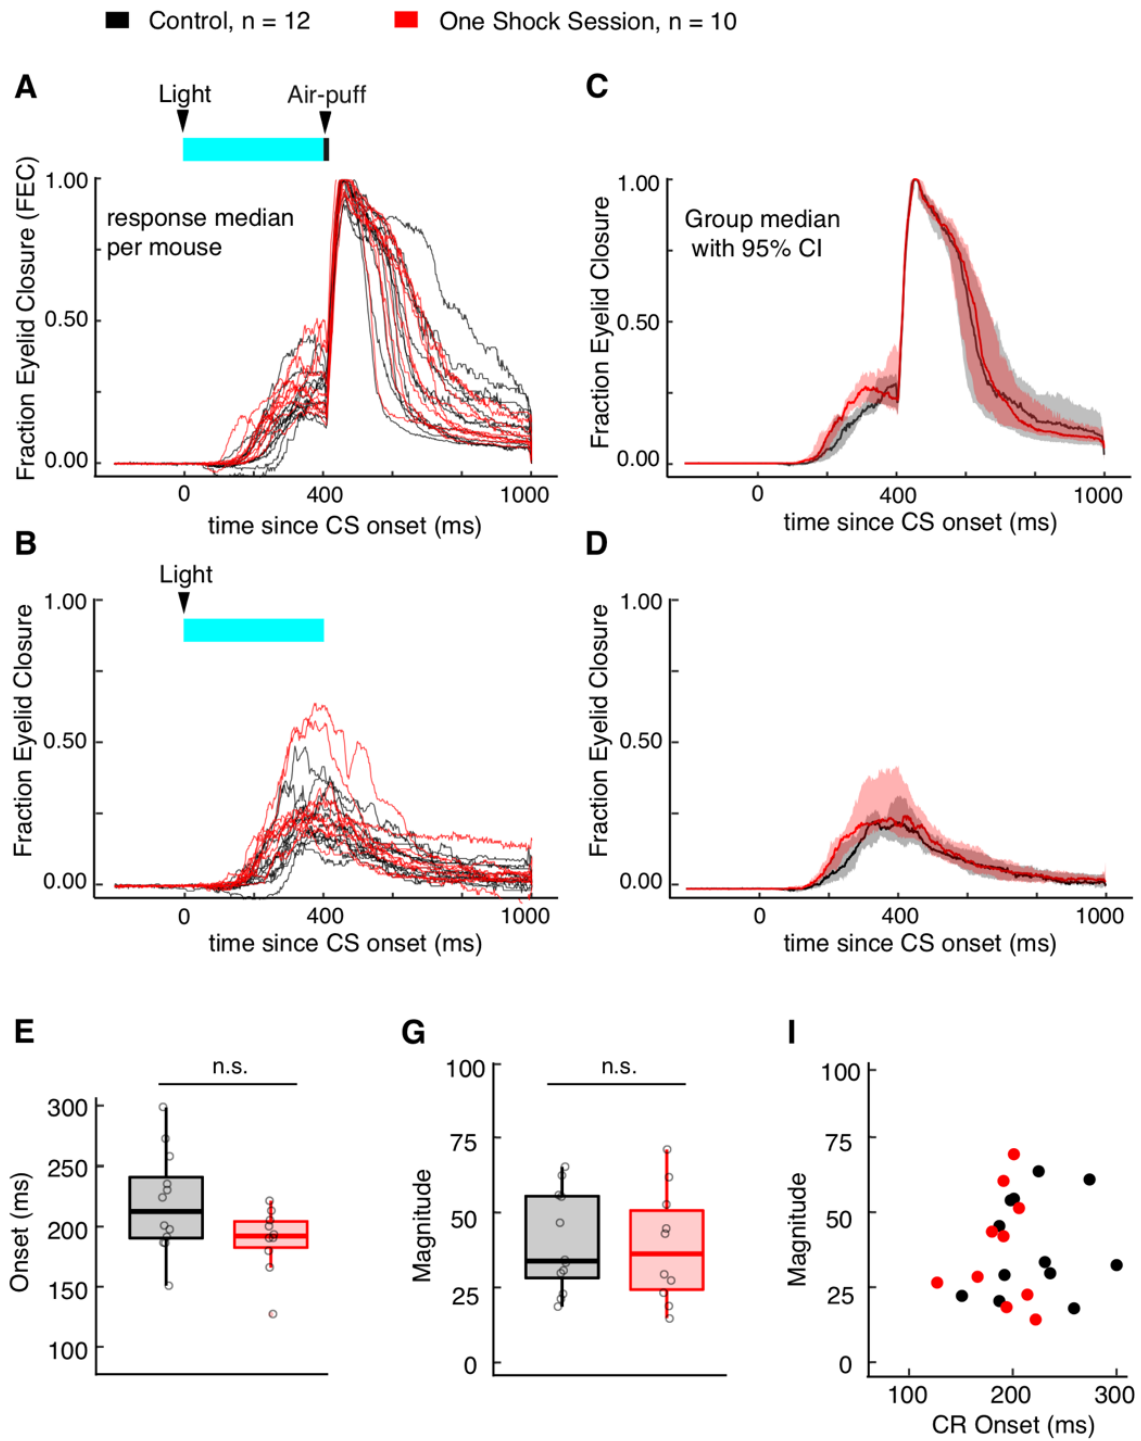 Control, n = 12
One Shock Session, n = 10
A
Light
Air-puff
Fraction Eyelid Closure (FEC)
1.00
0.50
0.00
response median
per mouse
0
400
1000
time since CS onset (ms)
C
Fraction Eyelid Closure
1.00
0.50
0.00
Group median
with 95% CI
0
400
1000
time since CS onset (ms)
B
Light
Fraction Eyelid Closure
1.00
0.50
0.00
0
400
1000
time since CS onset (ms)
D
Fraction Eyelid Closure
1.00
0.50
0.00
0
400
1000
time since CS onset (ms)
E
n.s.
Onset (ms)
300
250
200
150
100
G
n.s.
Magnitude
100
75
50
25
0
I
Magnitude
100
75
50
25
0
100
200
300
CR Onset (ms)